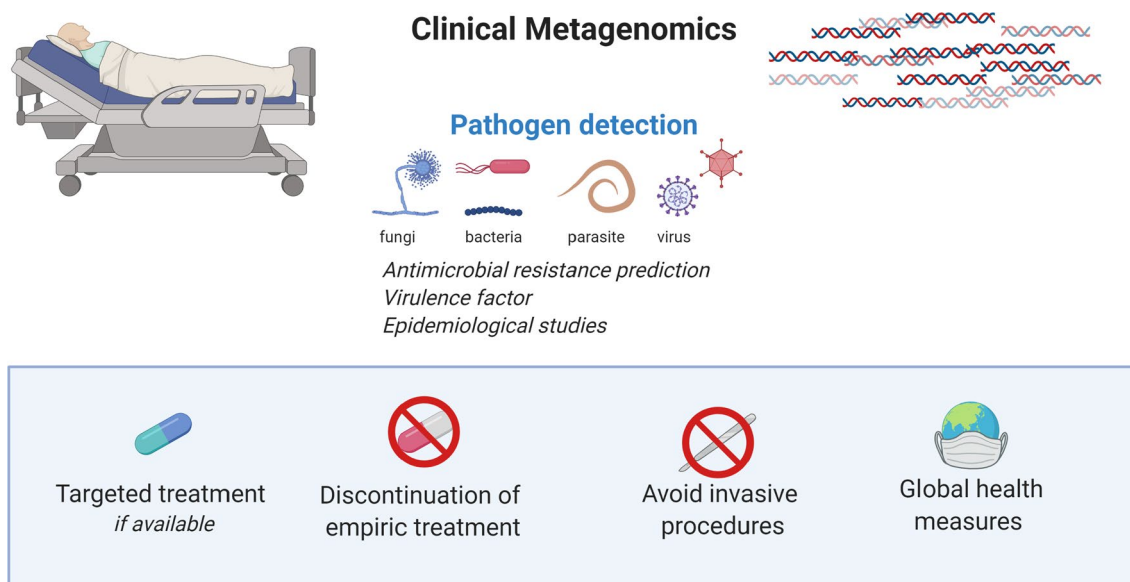 Clinical Metagenomics
Pathogen detection
fungi
bacteria
parasite
virus
Antimicrobial resistance prediction
Virulence factor
Epidemiological studies
Targeted treatment
if available
Discontinuation of
empiric treatment
Avoid invasive
procedures
Global health
measures